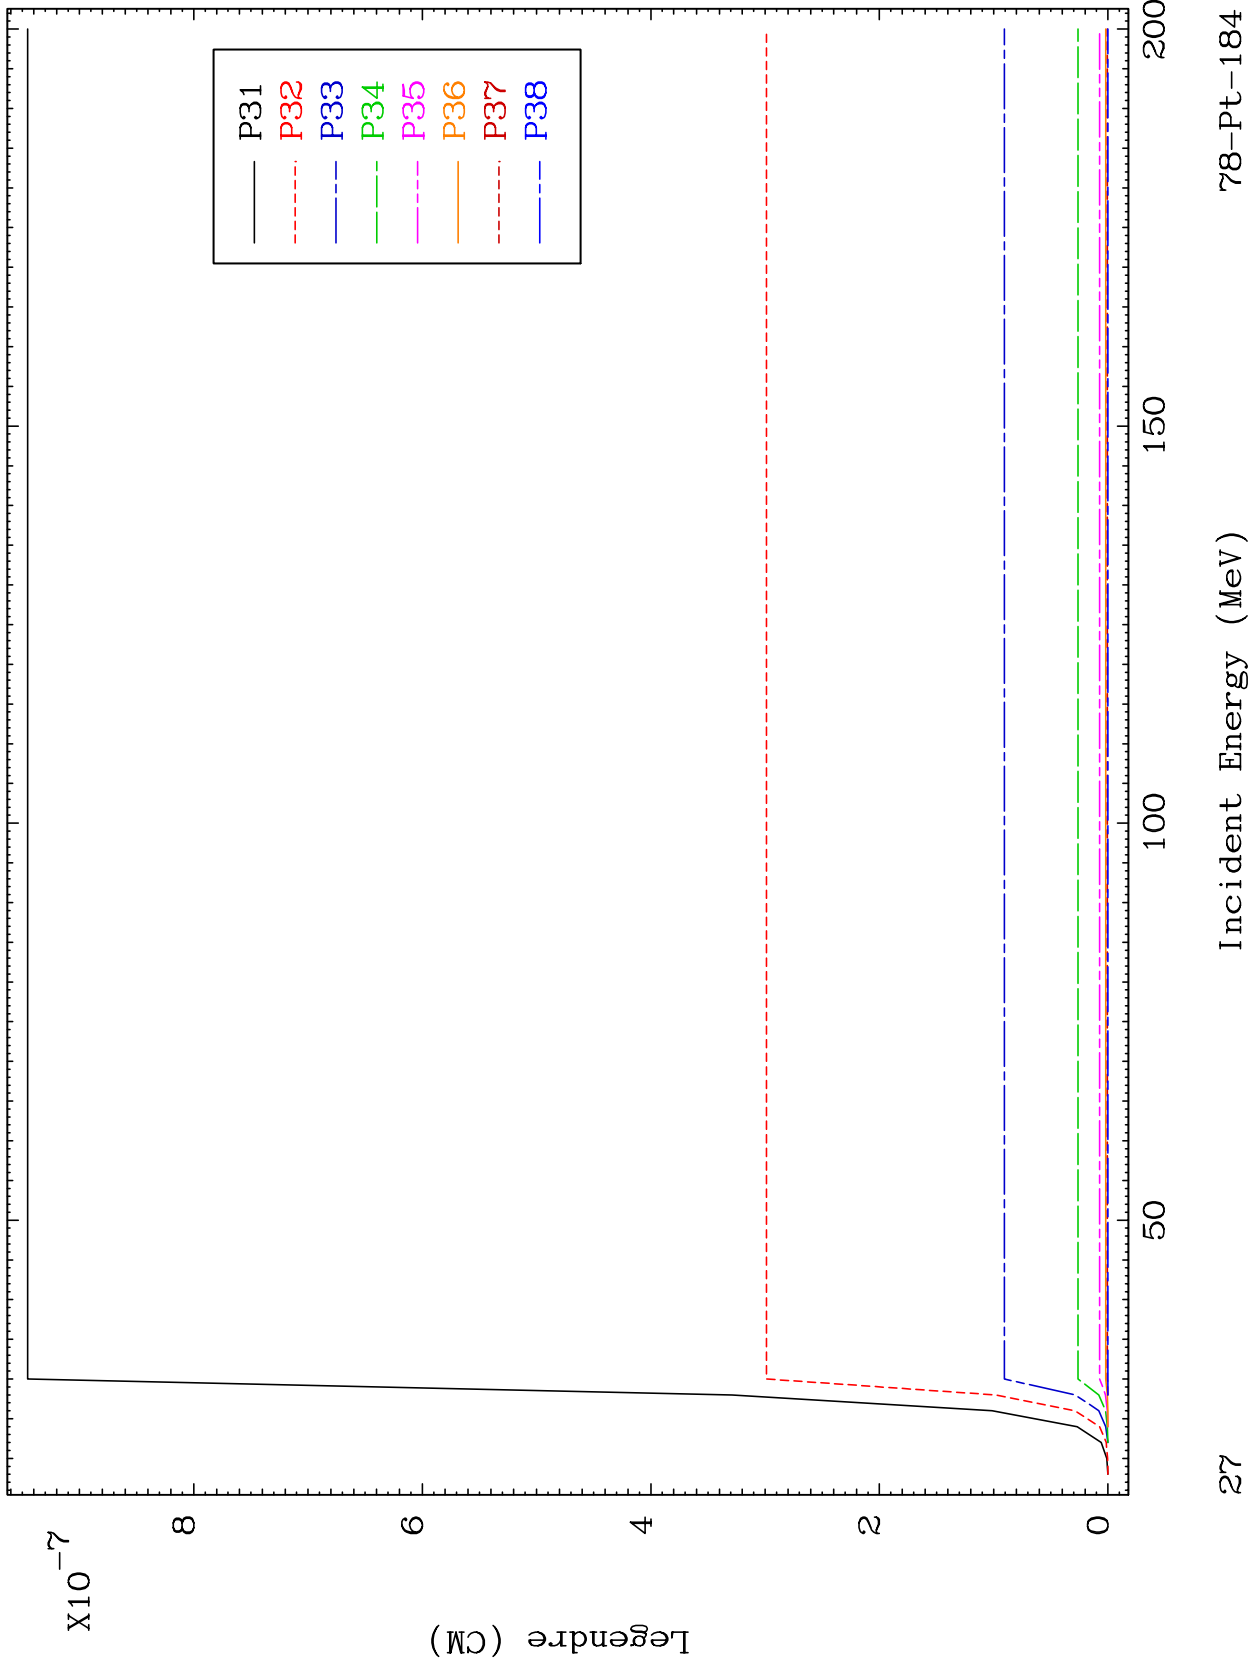 X10-7
8
6
4
2
0
Legendre (CM)
P31
P32
P33
P34
P35
P36
P37
P38
50
100
150
200
27
Incident Energy (MeV)
78-Pt-184